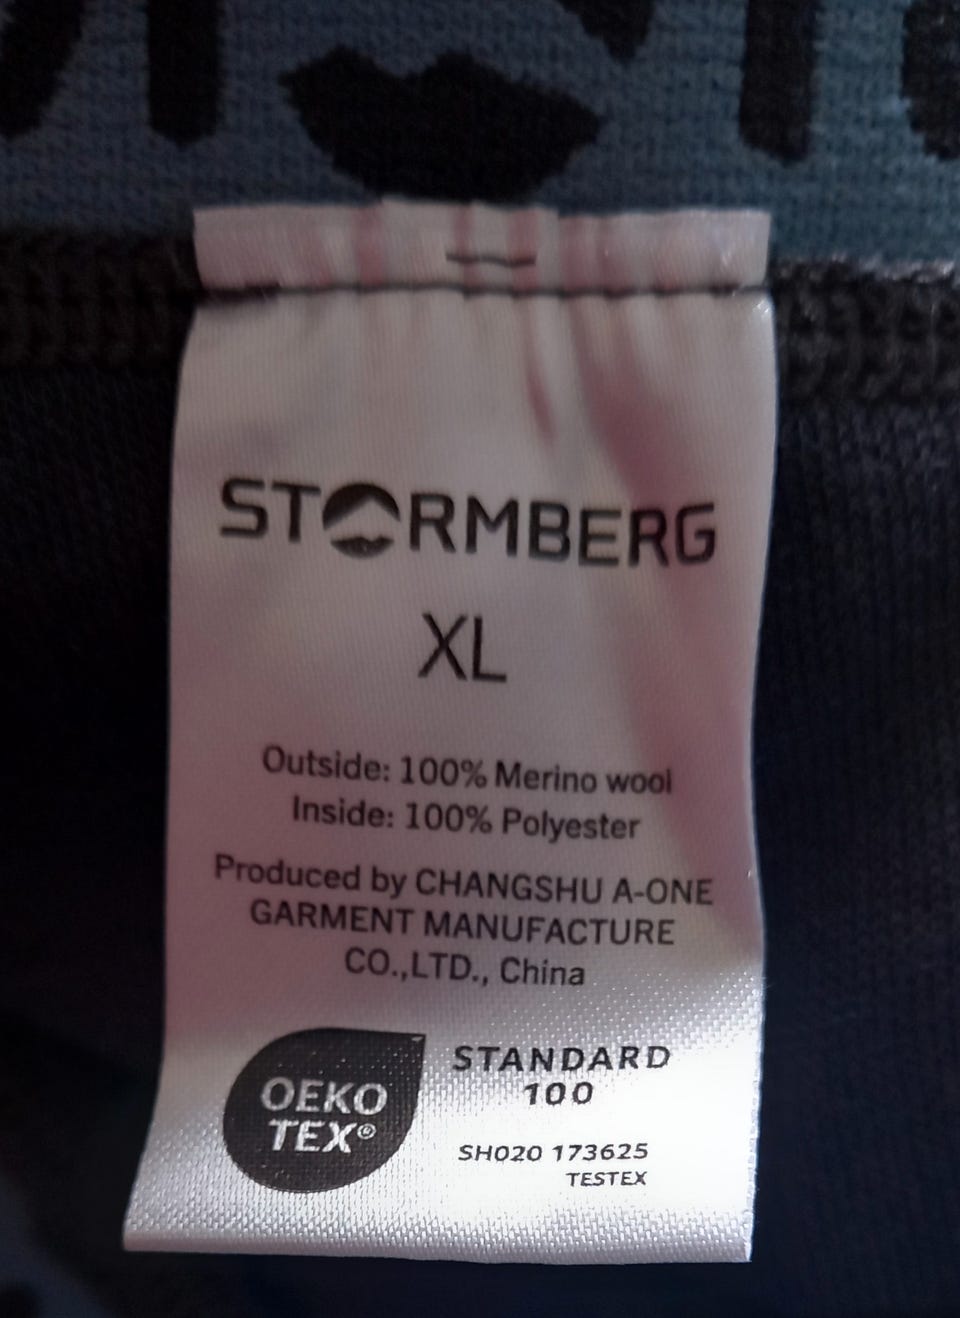 STORMBERG
XL
Outside: 100% Merino wool
Inside: 100% Polyester
Produced by CHANGSHU A-ONE
GARMENT MANUFACTURE
CO.,LTD., China
OEKO
TEX®
STANDARD
100
SH020 173625
TESTEX